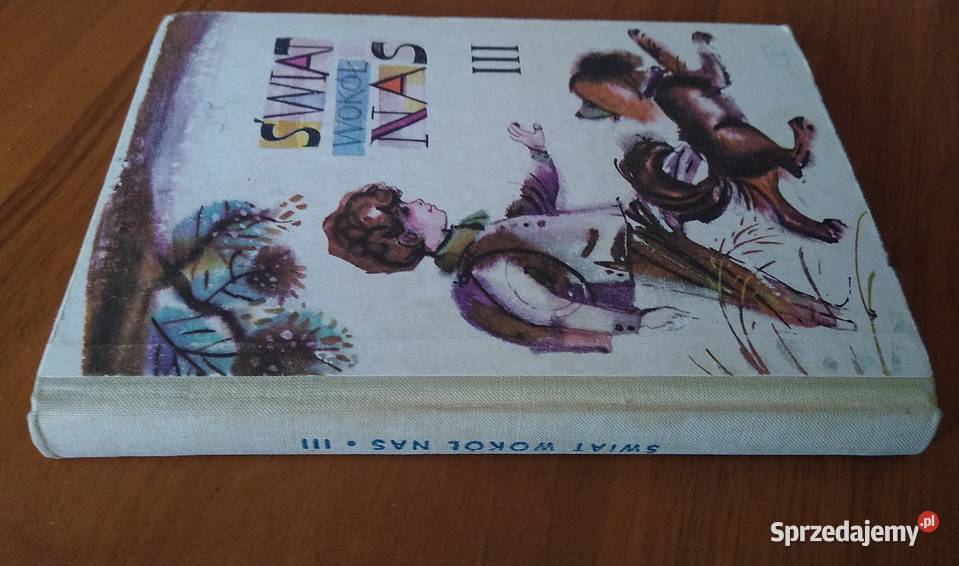 ŚWIAT
WOKÓŁ
NAS
III
ŚWIAT WOKÓŁ NAS • III
Sprzedajemy.pl